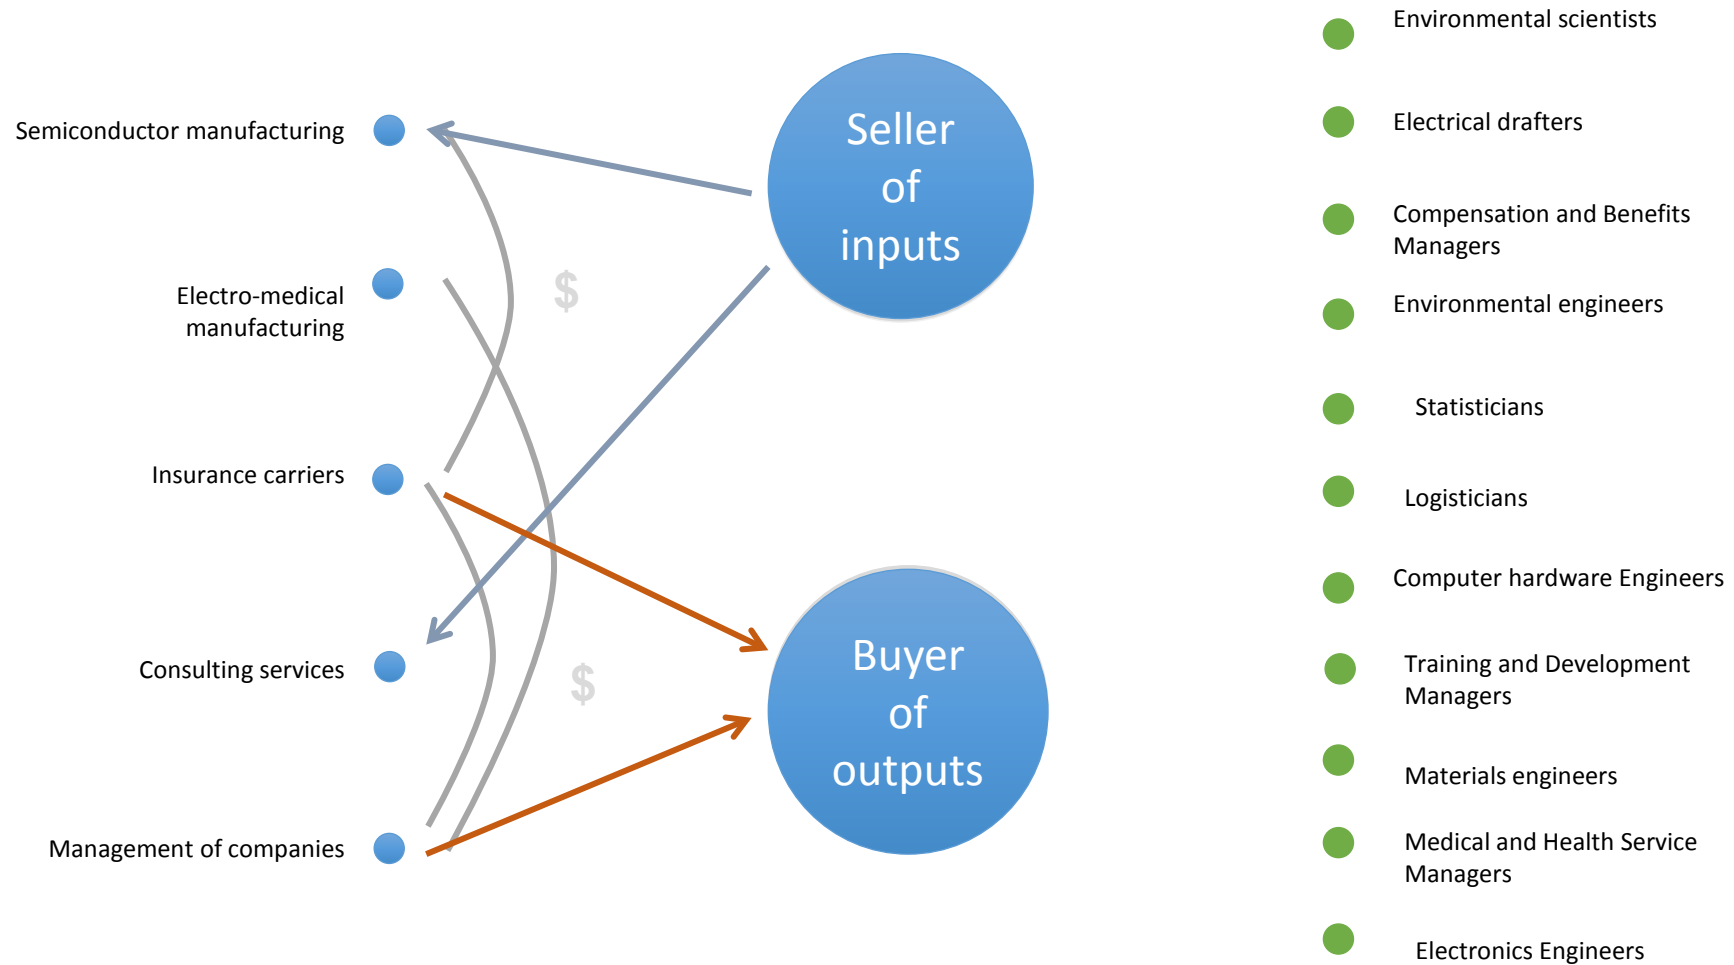 Semiconductor manufacturing
Electro-medical
manufacturing
Insurance carriers
Consulting services
Management of companies
$
$
Seller
of
inputs
Buyer
of
outputs
Environmental scientists
Electrical drafters
Compensation and Benefits
Managers
Environmental engineers
Statisticians
Logisticians
Computer hardware Engineers
Training and Development
Managers
Materials engineers
Medical and Health Service
Managers
Electronics Engineers